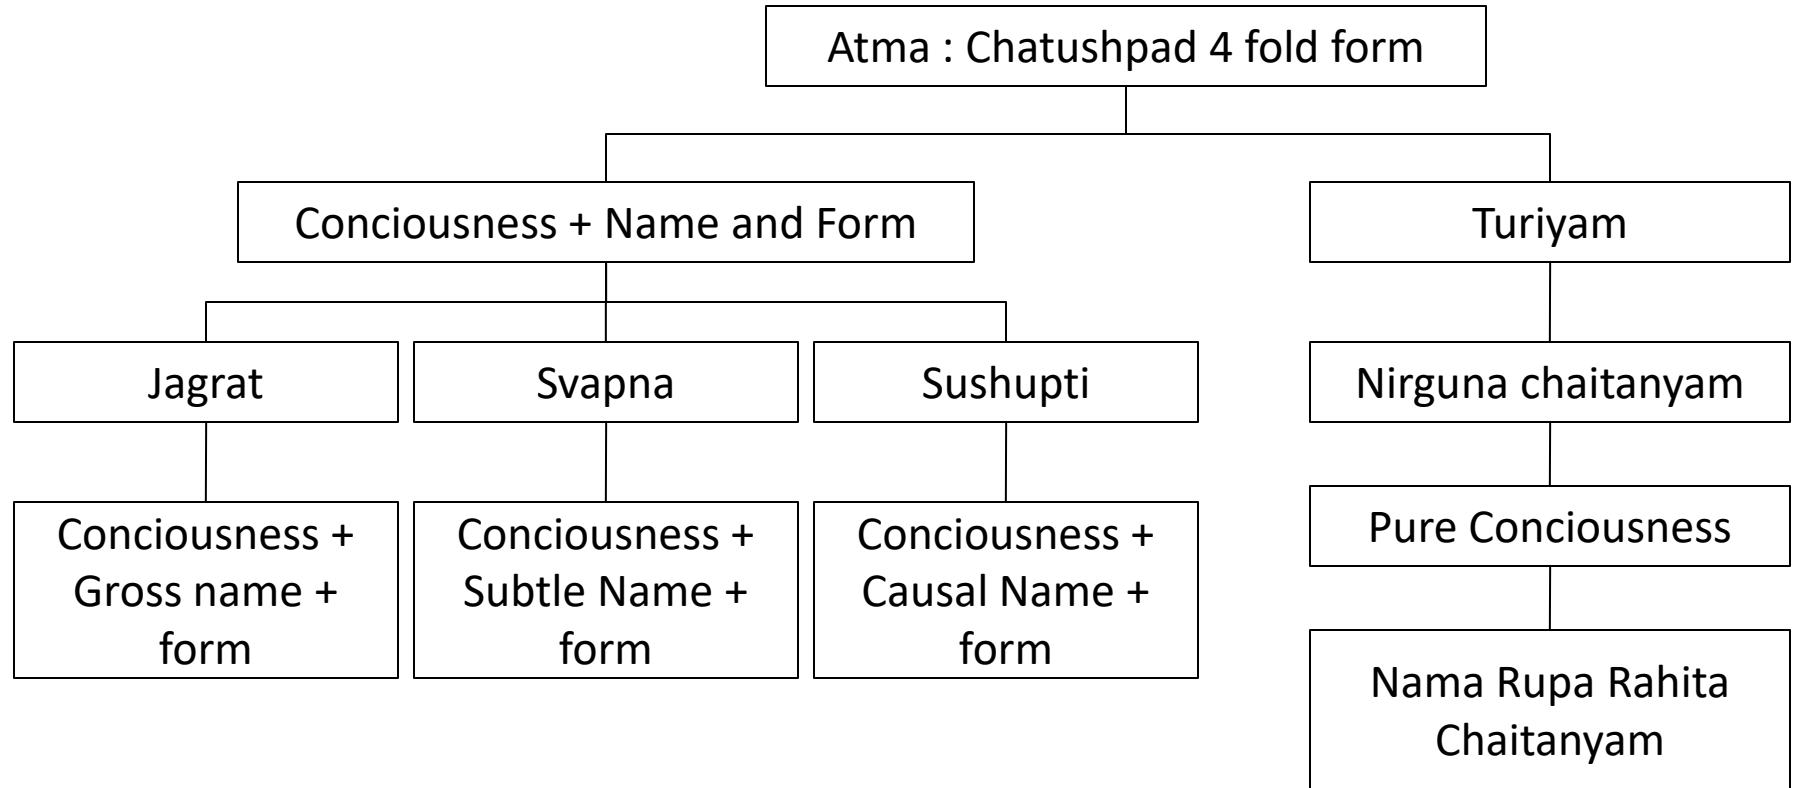 Atma : Chatushpad 4 fold form
Conciousness + Name and Form
Turiyam
Jagrat
Svapna
Sushupti
Nirguna chaitanyam
Conciousness +
Gross name +
form
Conciousness +
Subtle Name +
form
Conciousness +
Causal Name +
form
Pure Conciousness
Nama Rupa Rahita
Chaitanyam